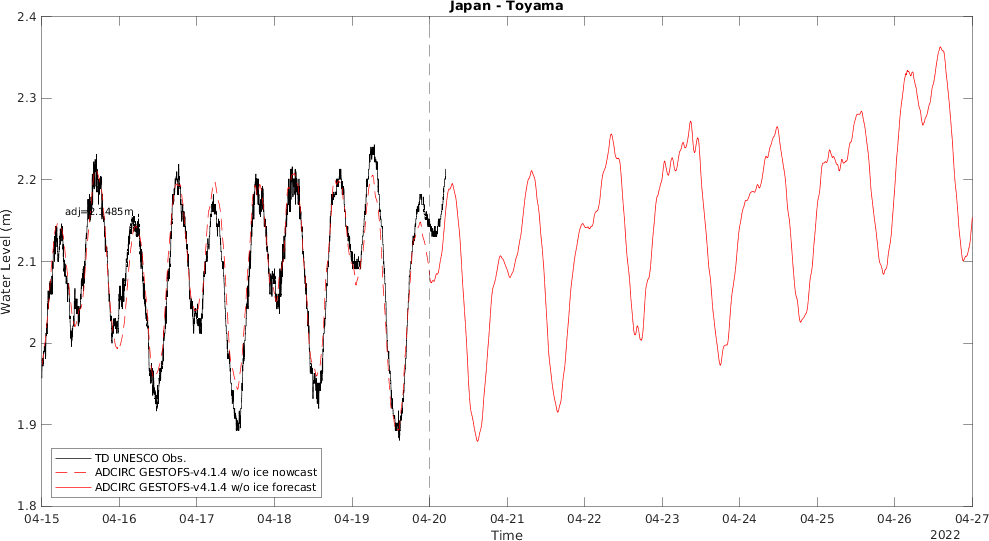 Japan - Toyama
2.4
2.3
2.2
2.1
2
1.9
1.8
Water Level (m)
adj=2.1485m
TD UNESCO Obs.
ADCIRC GESTOFS-v4.1.4 w/o ice nowcast
ADCIRC GESTOFS-v4.1.4 w/o ice forecast
04-15 04-16 04-17 04-18 04-19 04-20 04-21 04-22 04-23 04-24 04-25 04-26 04-27
Time
2022